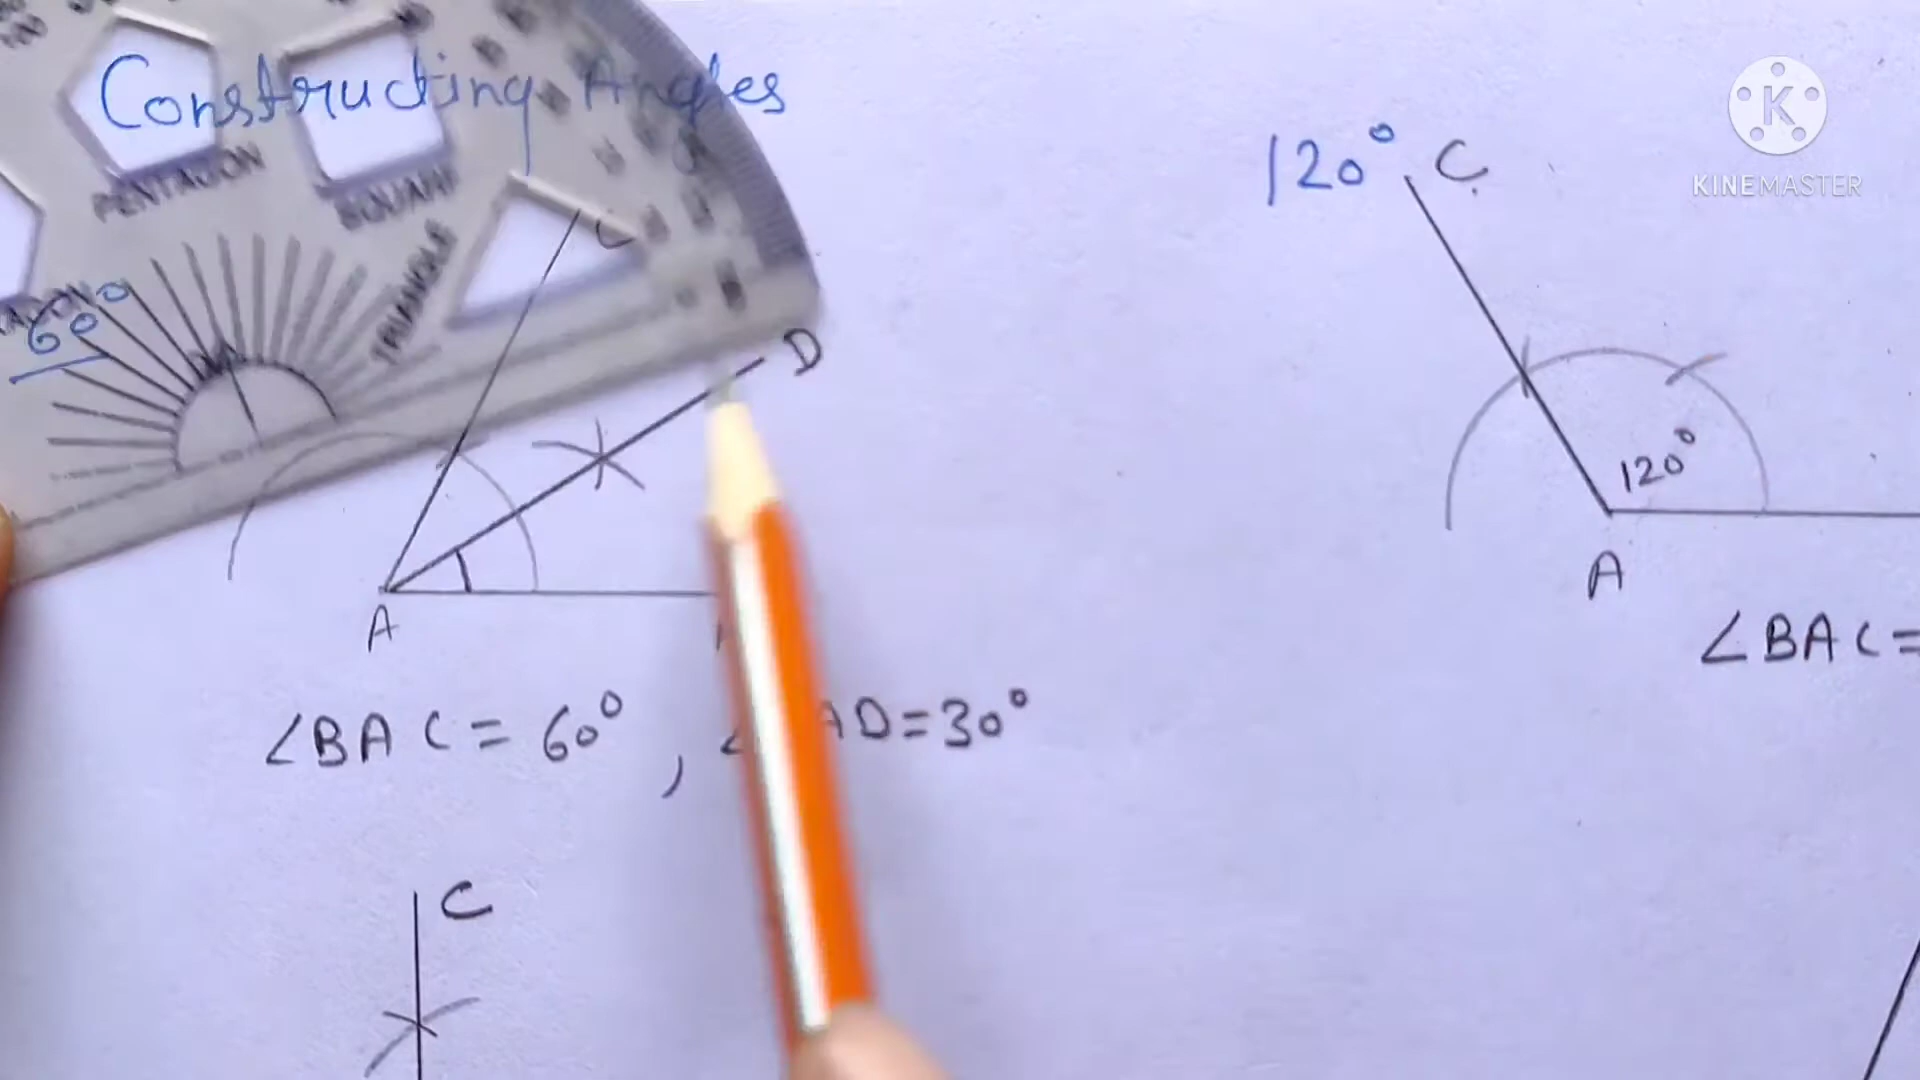 Constructing Angles
PENTAGON
SQUARE
TRIANGLE
60°
C
D
A
∠BAC = 60°, ∠ AD = 30°
C
120°
C
120°
A
∠BAC =
K
KINEMASTER